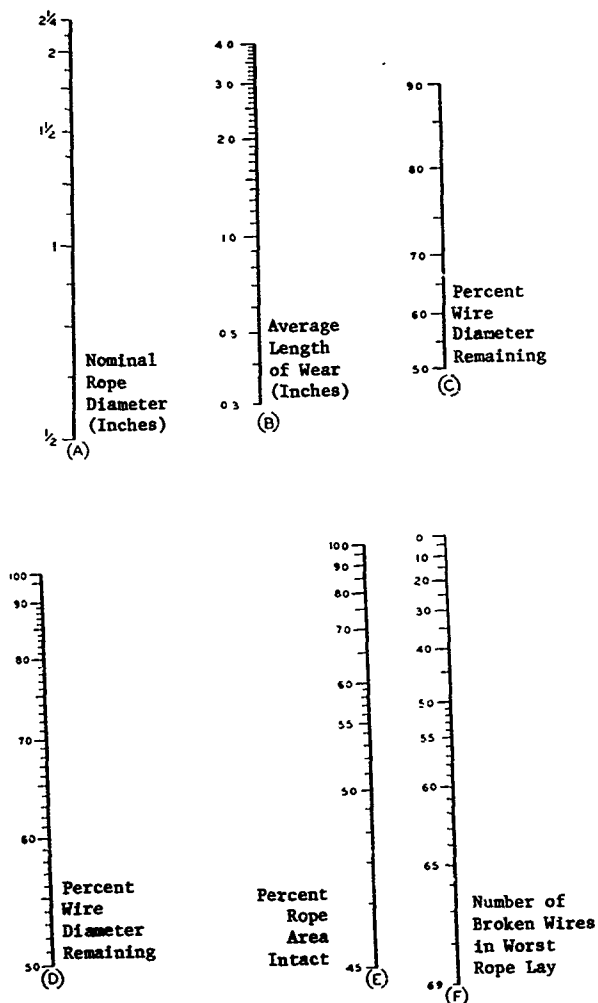 2¼
2
1½
1
½
Nominal
Rope
Diameter
(Inches)
(A)
40
30
20
10
05
03
Average
Length
of Wear
(Inches)
(B)
90
80
70
60
50
Percent
Wire
Diameter
Remaining
(C)
100
90
80
70
60
50
Percent
Wire
Diameter
Remaining
(D)
100
90
80
70
60
55
50
45
Percent
Rope
Area
Intact
(E)
0
10
20
30
40
50
55
60
65
69
Number of
Broken Wires
in Worst
Rope Lay
(F)